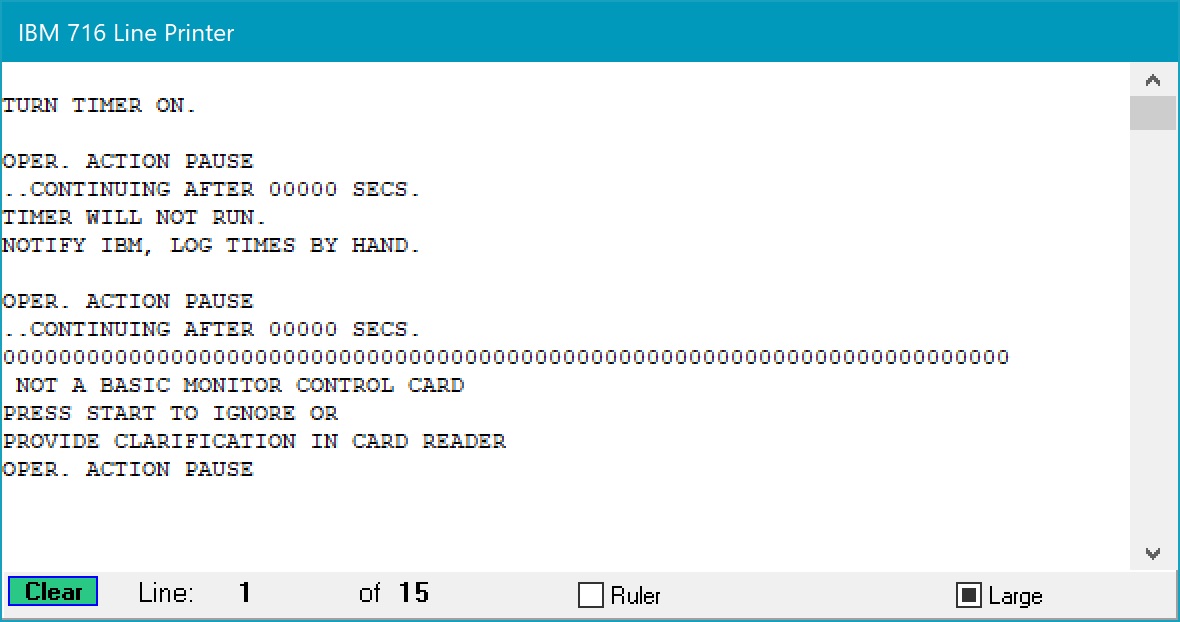 IBM 716 Line Printer
TURN TIMER ON.
OPER. ACTION PAUSE
..CONTINUING AFTER 00000 SECS.
TIMER WILL NOT RUN.
NOTIFY IBM, LOG TIMES BY HAND.
OPER. ACTION PAUSE
..CONTINUING AFTER 00000 SECS.
000000000000000000000000000000000000000000000000000000000000000000000000
NOT A BASIC MONITOR CONTROL CARD
PRESS START TO IGNORE OR
PROVIDE CLARIFICATION IN CARD READER
OPER. ACTION PAUSE
Clear Line: 1 of 15 Ruler Large